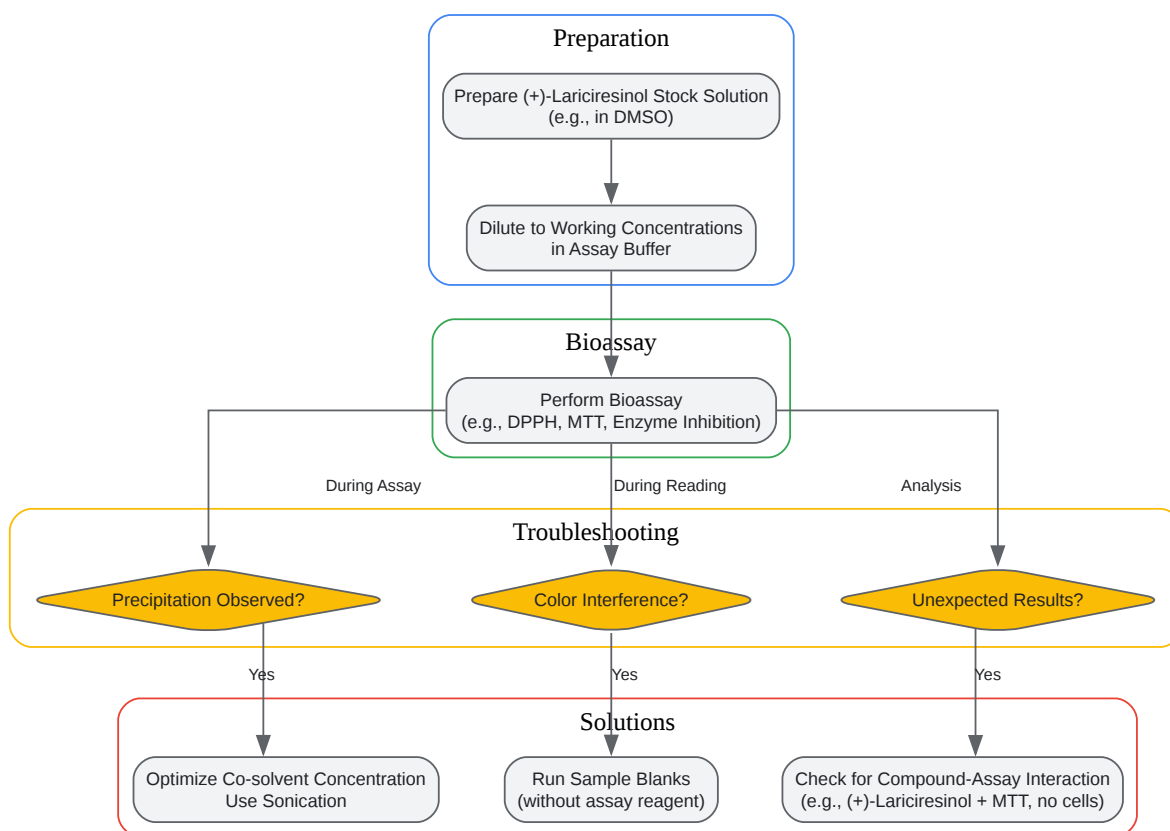 Preparation
Prepare (+)-Lariciresinol Stock Solution
(e.g., in DMSO)
Dilute to Working Concentrations
in Assay Buffer
Bioassay
Perform Bioassay
(e.g., DPPH, MTT, Enzyme Inhibition)
During Assay
During Reading
Analysis
Troubleshooting
Precipitation Observed?
Color Interference?
Unexpected Results?
Yes
Yes
Yes
Solutions
Optimize Co-solvent Concentration
Use Sonication
Run Sample Blanks
(without assay reagent)
Check for Compound-Assay Interaction
(e.g., (+)-Lariciresinol + MTT, no cells)